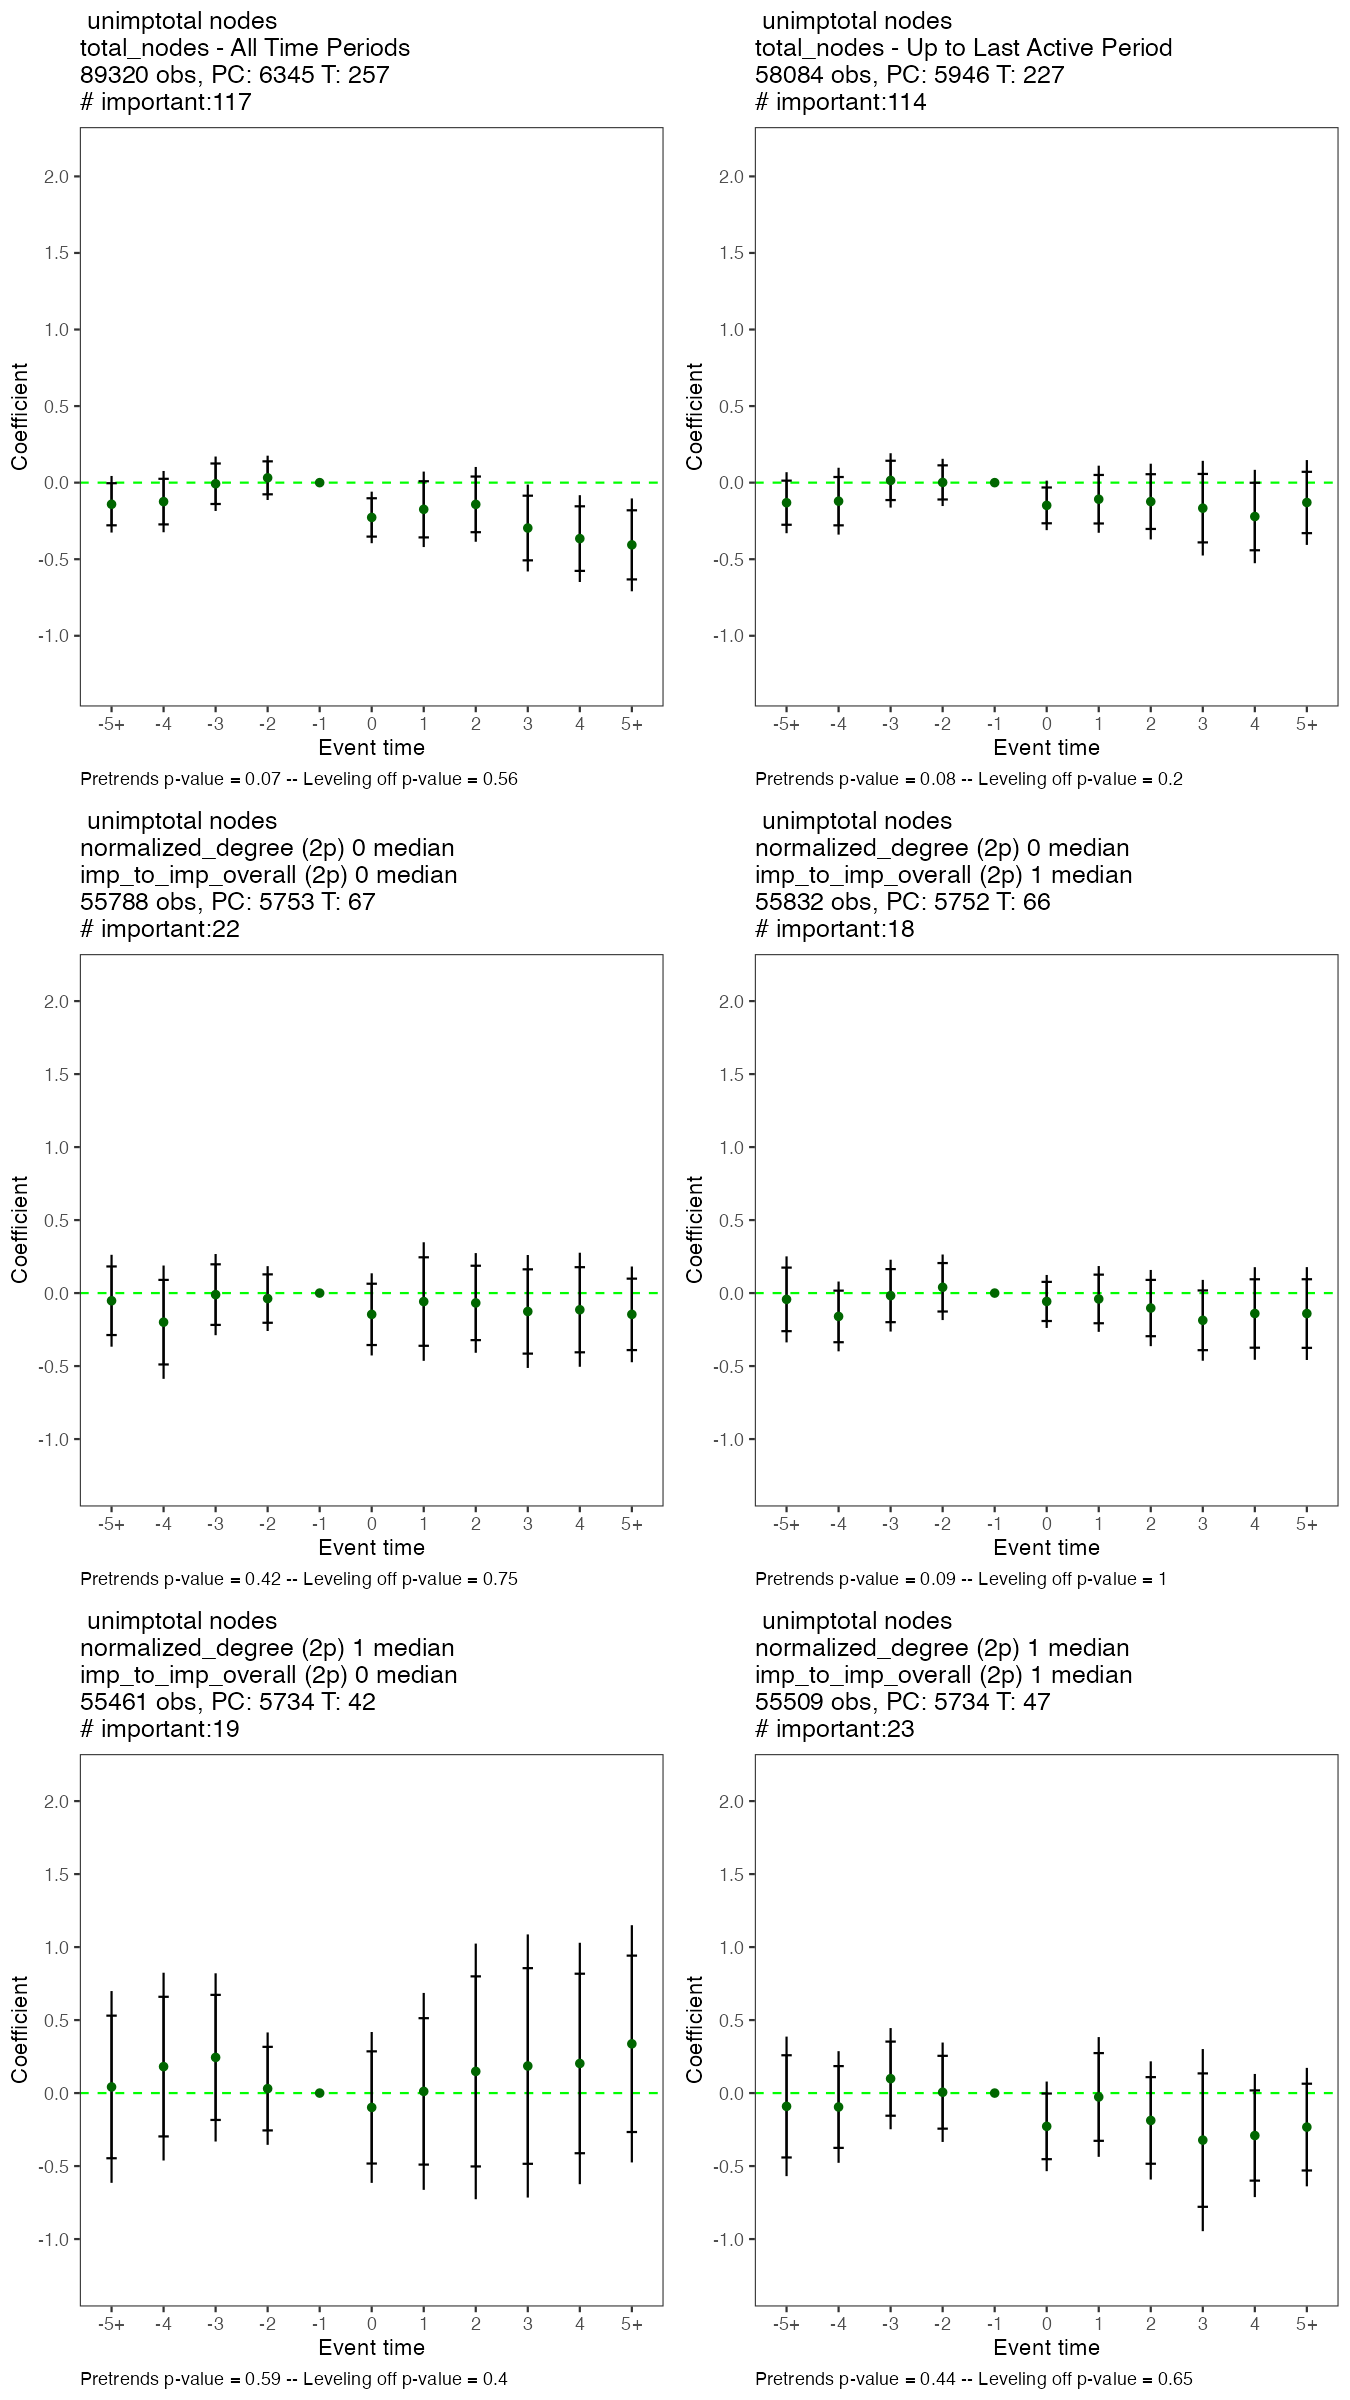 unimptotal nodes
total_nodes - All Time Periods
89320 obs, PC: 6345 T: 257
# important:117
2.0
1.5
1.0
0.5
0.0
-0.5
-1.0
Coefficient
-5+ -4 -3 -2 -1 0 1 2 3 4 5+
Event time
Pretrends p-value = 0.07 -- Leveling off p-value = 0.56
unimptotal nodes
total_nodes - Up to Last Active Period
58084 obs, PC: 5946 T: 227
# important:114
2.0
1.5
1.0
0.5
0.0
-0.5
-1.0
Coefficient
-5+ -4 -3 -2 -1 0 1 2 3 4 5+
Event time
Pretrends p-value = 0.08 -- Leveling off p-value = 0.2
unimptotal nodes
normalized_degree (2p) 0 median
imp_to_imp_overall (2p) 0 median
55788 obs, PC: 5753 T: 67
# important:22
2.0
1.5
1.0
0.5
0.0
-0.5
-1.0
Coefficient
-5+ -4 -3 -2 -1 0 1 2 3 4 5+
Event time
Pretrends p-value = 0.42 -- Leveling off p-value = 0.75
unimptotal nodes
normalized_degree (2p) 0 median
imp_to_imp_overall (2p) 1 median
55832 obs, PC: 5752 T: 66
# important:18
2.0
1.5
1.0
0.5
0.0
-0.5
-1.0
Coefficient
-5+ -4 -3 -2 -1 0 1 2 3 4 5+
Event time
Pretrends p-value = 0.09 -- Leveling off p-value = 1
unimptotal nodes
normalized_degree (2p) 1 median
imp_to_imp_overall (2p) 0 median
55461 obs, PC: 5734 T: 42
# important:19
2.0
1.5
1.0
0.5
0.0
-0.5
-1.0
Coefficient
-5+ -4 -3 -2 -1 0 1 2 3 4 5+
Event time
Pretrends p-value = 0.59 -- Leveling off p-value = 0.4
unimptotal nodes
normalized_degree (2p) 1 median
imp_to_imp_overall (2p) 1 median
55509 obs, PC: 5734 T: 47
# important:23
2.0
1.5
1.0
0.5
0.0
-0.5
-1.0
Coefficient
-5+ -4 -3 -2 -1 0 1 2 3 4 5+
Event time
Pretrends p-value = 0.44 -- Leveling off p-value = 0.65